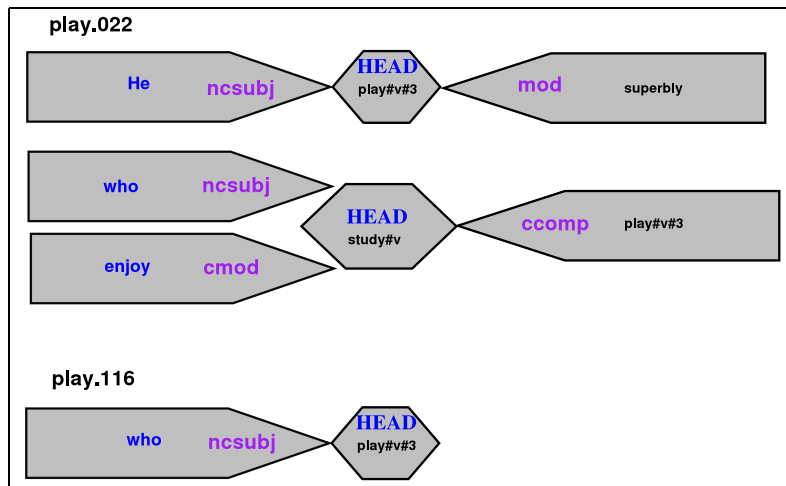 play.022
He ncsubj HEAD mod superbly
play#v#3
who ncsubj HEAD ccomp play#v#3
study#v
enjoy cmod
play.116
who ncsubj HEAD
play#v#3